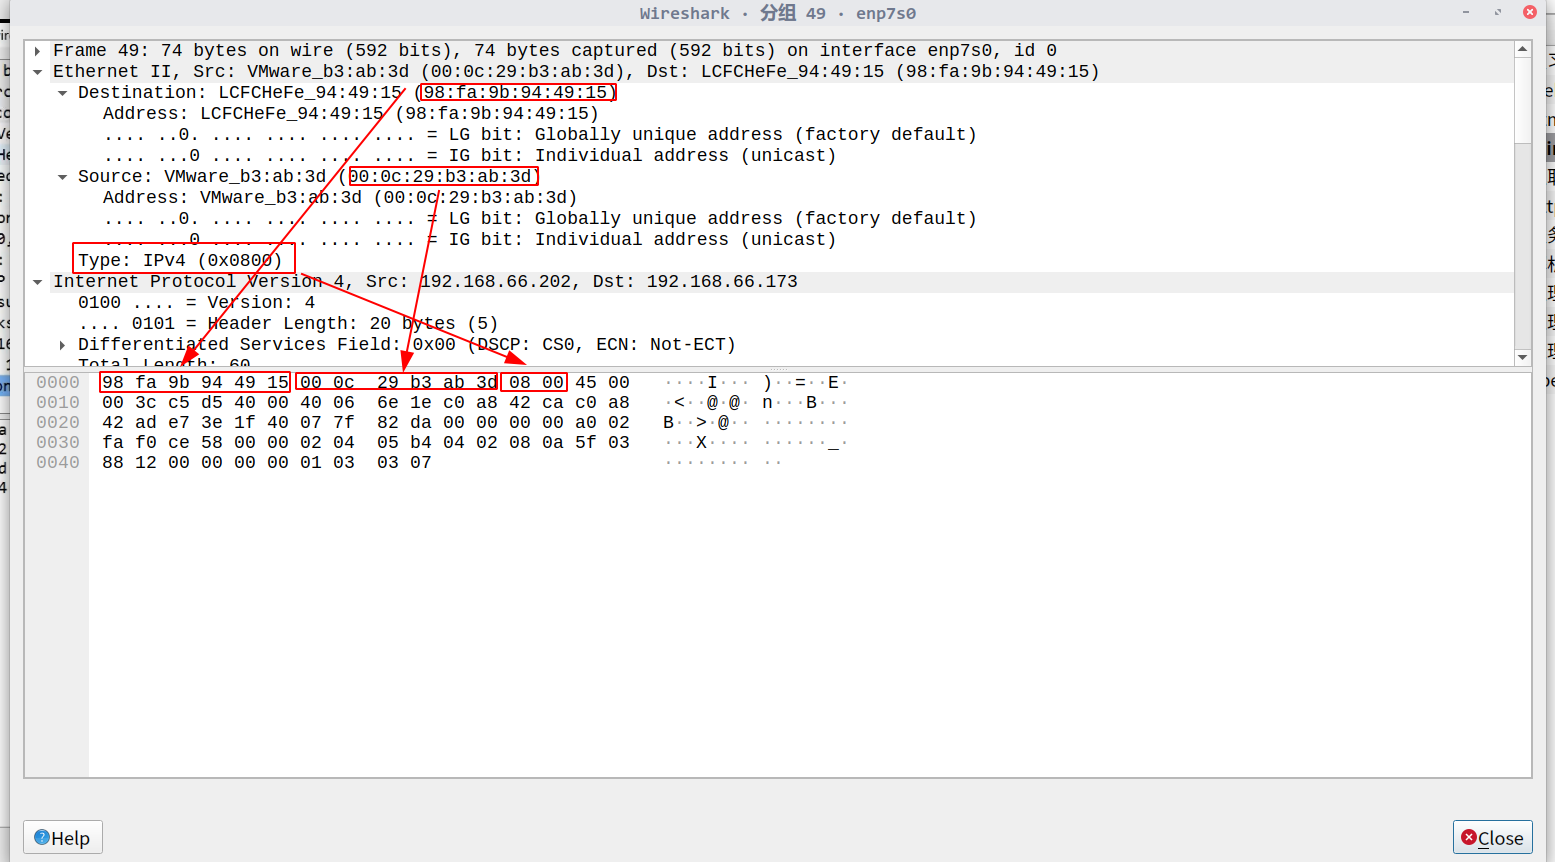 Wireshark · 分组 49 · enp7s0
Frame 49: 74 bytes on wire (592 bits), 74 bytes captured (592 bits) on interface enp7s0, id 0
Ethernet II, Src: VMware_b3:ab:3d (00:0c:29:b3:ab:3d), Dst: LCFCHeFe_94:49:15 (98:fa:9b:94:49:15)
Destination: LCFCHeFe_94:49:15 (98:fa:9b:94:49:15)
Address: LCFCHeFe_94:49:15 (98:fa:9b:94:49:15)
.... ..0. .... .... .... .... = LG bit: Globally unique address (factory default)
.... ...0 .... .... .... .... = IG bit: Individual address (unicast)
Source: VMware_b3:ab:3d (00:0c:29:b3:ab:3d)
Address: VMware_b3:ab:3d (00:0c:29:b3:ab:3d)
.... ..0. .... .... .... .... = LG bit: Globally unique address (factory default)
.... ...0 .... .... .... .... = IG bit: Individual address (unicast)
Type: IPv4 (0x0800)
Internet Protocol Version 4, Src: 192.168.66.202, Dst: 192.168.66.173
0100 .... = Version: 4
.... 0101 = Header Length: 20 bytes (5)
Differentiated Services Field: 0x00 (DSCP: CS0, ECN: Not-ECT)
Total Length: 60
0000 98 fa 9b 94 49 15 00 0c 29 b3 ab 3d 08 00 45 00 ····I··· )··=··E·
0010 00 3c c5 d5 40 00 40 06 6e 1e c0 a8 42 ca c0 a8 ·<··@·@· n···B···
0020 42 ad e7 3e 1f 40 07 7f 82 da 00 00 00 00 a0 02 B··>·@·· ········
0030 fa f0 ce 58 00 00 02 04 05 b4 04 02 08 0a 5f 03 ···X···· ······_·
0040 88 12 00 00 00 00 01 03 03 07 ········ ··
Help
Close